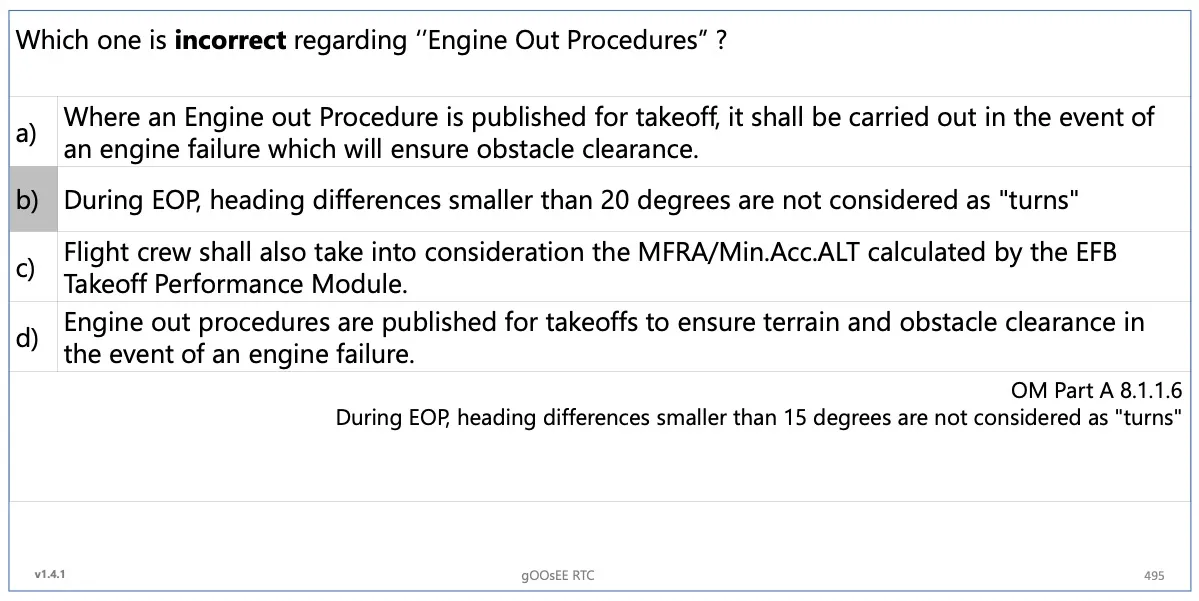 Which one is incorrect regarding ‘’Engine Out Procedures” ?
a)
Where an Engine out Procedure is published for takeoff, it shall be carried out in the event of
an engine failure which will ensure obstacle clearance.
b)
During EOP, heading differences smaller than 20 degrees are not considered as "turns"
c)
Flight crew shall also take into consideration the MFRA/Min.Acc.ALT calculated by the EFB
Takeoff Performance Module.
d)
Engine out procedures are published for takeoffs to ensure terrain and obstacle clearance in
the event of an engine failure.
OM Part A 8.1.1.6
During EOP, heading differences smaller than 15 degrees are not considered as "turns"
v1.4.1
gOOsEE RTC
495